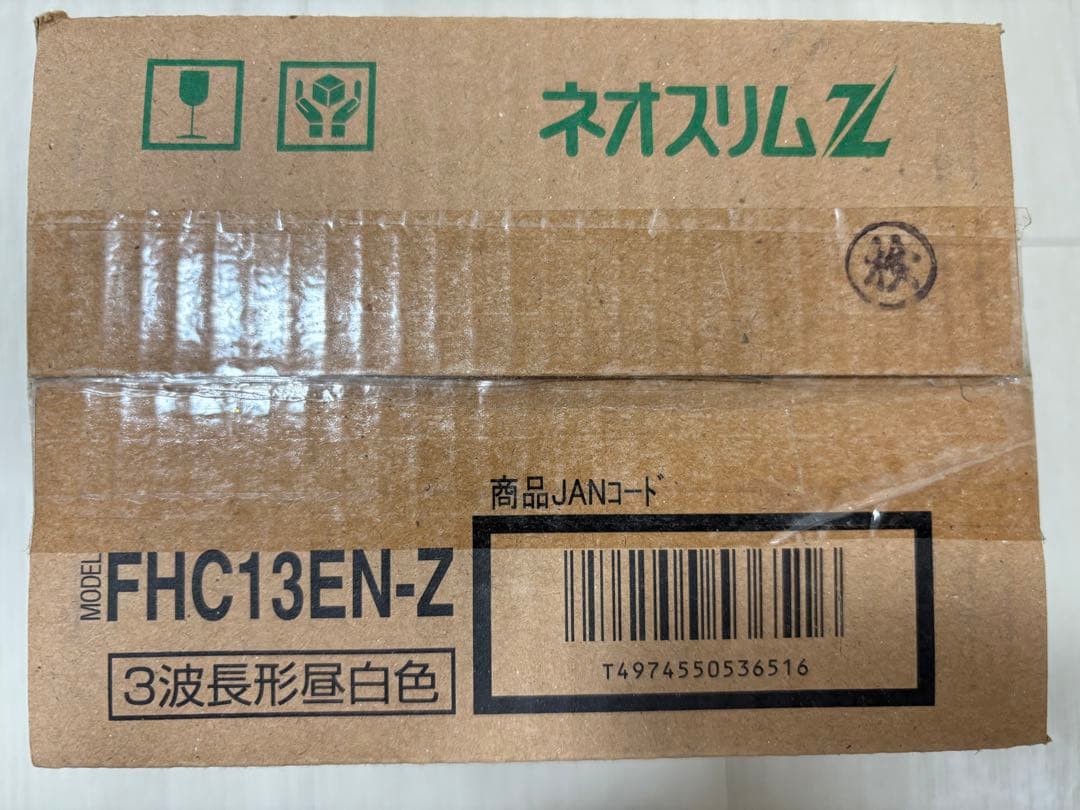 ネオスリムZ
検
商品JANコード
MODEL FHC13EN-Z
3波長形昼白色
T4974550536516